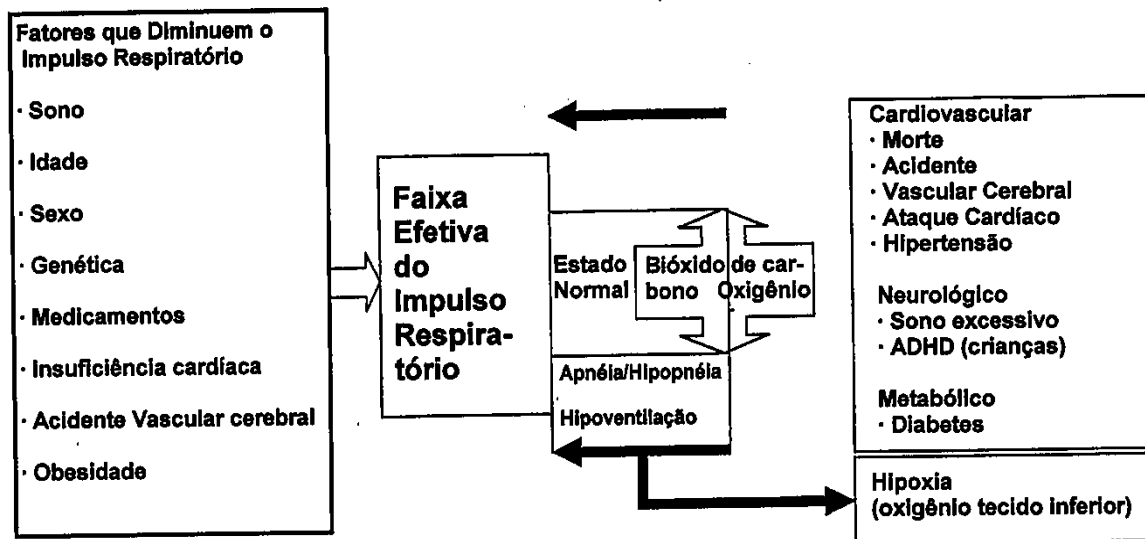 Fatores que Diminuem o
Impulso Respiratório
· Sono
· Idade
· Sexo
· Genética
· Medicamentos
· Insuficiência cardíaca
· Acidente Vascular cerebral
· Obesidade
Faixa
Efetiva
do
Impulso
Respira-
tório
Estado
Normal
Bióxido de car-
bono Oxigênio
Apnéia/Hipopnéia
Hipoventilação
Cardiovascular
· Morte
· Acidente
· Vascular Cerebral
· Ataque Cardíaco
· Hipertensão
Neurológico
· Sono excessivo
· ADHD (crianças)
Metabólico
· Diabetes
Hipoxia
(oxigênio tecido inferior)